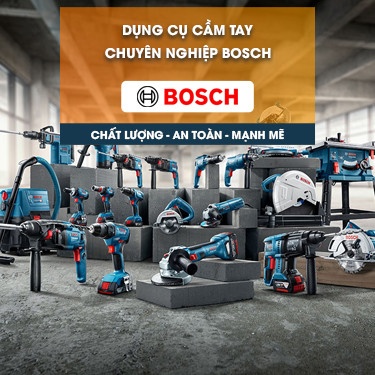 DỤNG CỤ CẦM TAY
CHUYÊN NGHIỆP BOSCH
BOSCH
CHẤT LƯỢNG - AN TOÀN - MẠNH MẼ